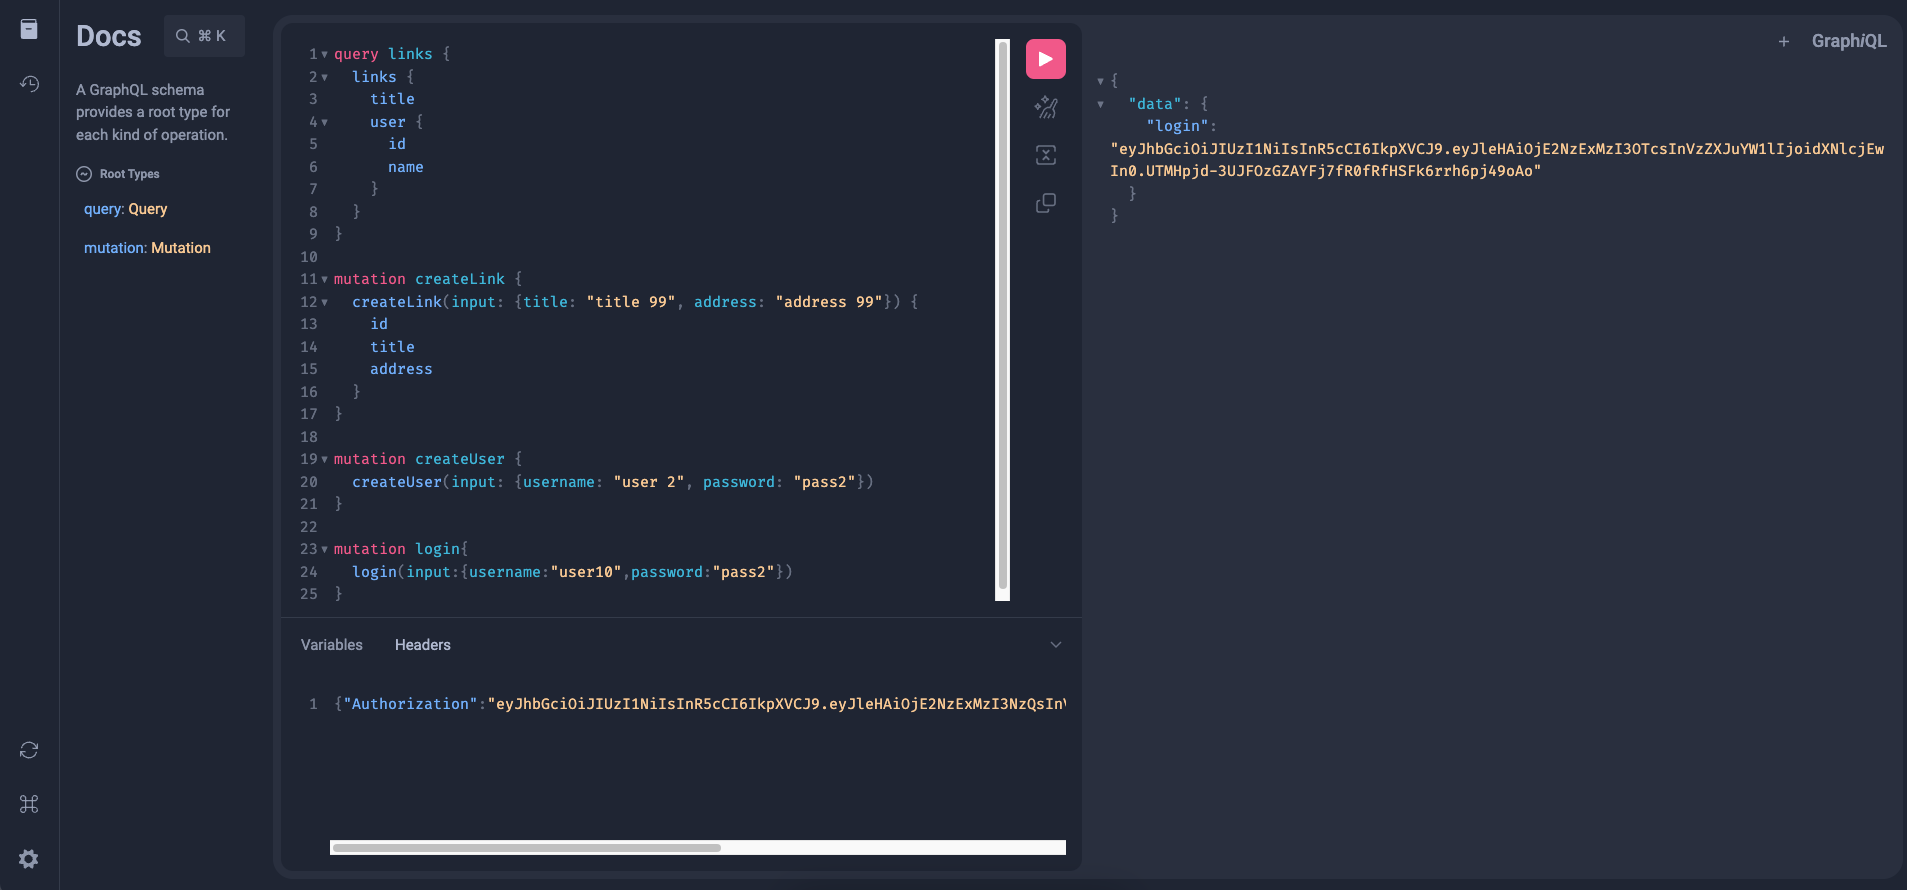 Docs
⌘ K
A GraphQL schema
provides a root type for
each kind of operation.
Root Types
query: Query
mutation: Mutation
1 query links {
2 links {
3 title
4 user {
5 id
6 name
7 }
8 }
9 }
10
11 mutation createLink {
12 createLink(input: {title: "title 99", address: "address 99"}) {
13 id
14 title
15 address
16 }
17 }
18
19 mutation createUser {
20 createUser(input: {username: "user 2", password: "pass2"})
21 }
22
23 mutation login{
24 login(input:{username:"user10",password:"pass2"})
25 }
Variables Headers
1 {"Authorization":"eyJhbGciOiJIUzI1NiIsInR5cCI6IkpXVCJ9.eyJleHAiOjE2NzExMzI3NzQsIn
+ GraphiQL
{
"data": {
"login":
"eyJhbGciOiJIUzI1NiIsInR5cCI6IkpXVCJ9.eyJleHAiOjE2NzExMzI3OTcsInVzZXJuYW1lIjoidXNlcjEw
In0.UTMHpjd-3UJFOzGZAYFj7fR0fRfHSFk6rrh6pj49oAo"
}
}